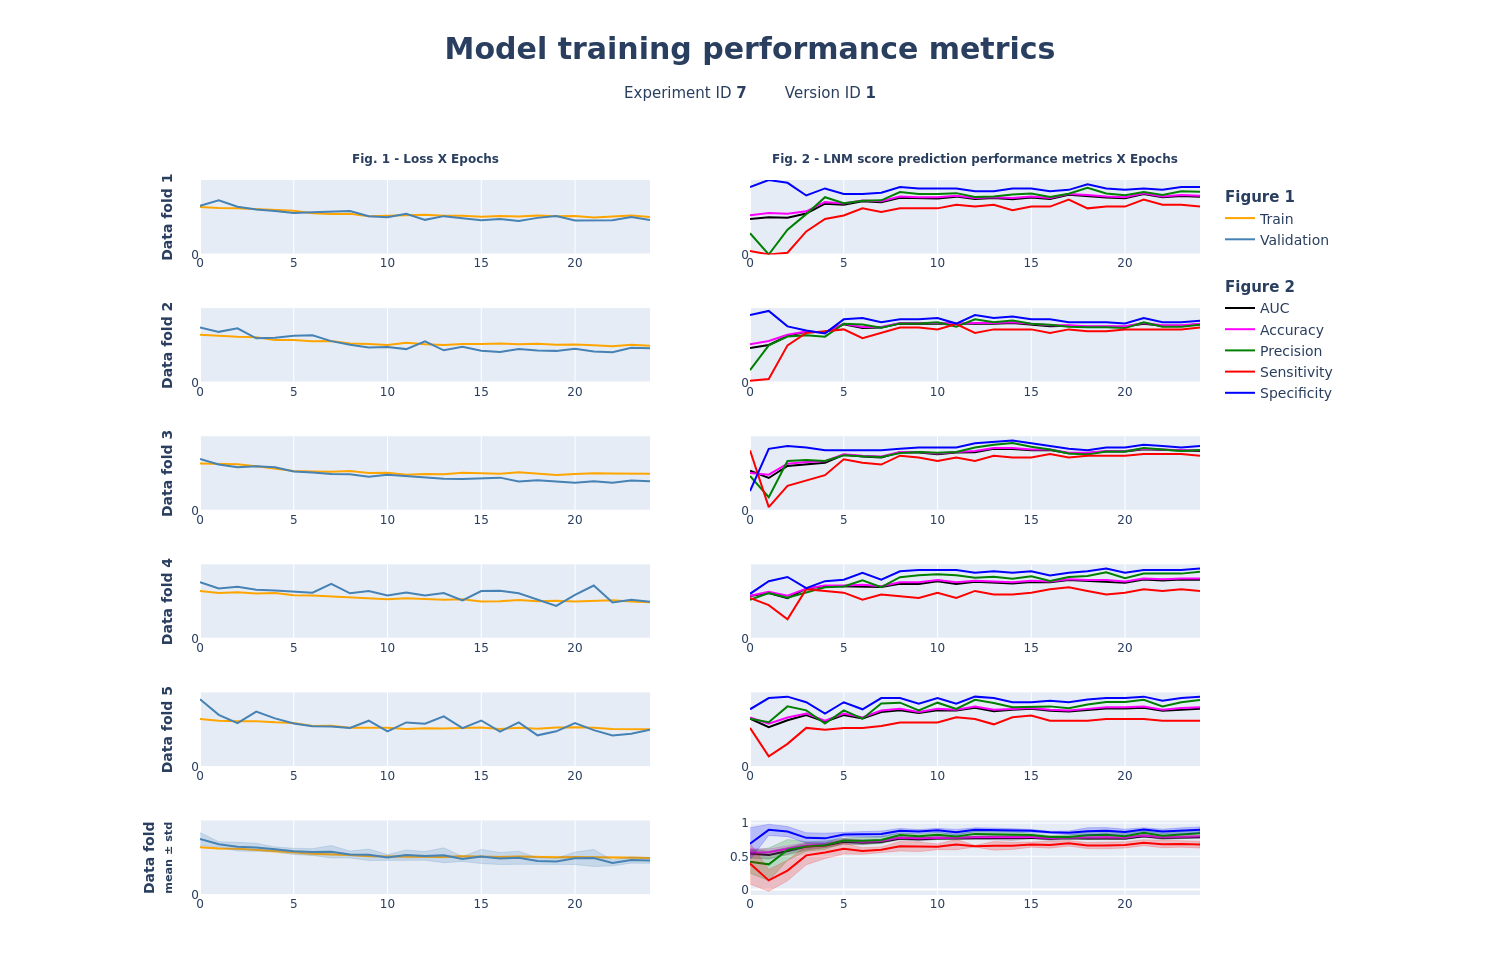 Model training performance metrics
Experiment ID 7 Version ID 1
Fig. 1 - Loss X Epochs
Fig. 2 - LNM score prediction performance metrics X Epochs
Data fold 1
0
0 5 10 15 20
0
0 5 10 15 20
Data fold 2
0
0 5 10 15 20
0
0 5 10 15 20
Data fold 3
0
0 5 10 15 20
0
0 5 10 15 20
Data fold 4
0
0 5 10 15 20
0
0 5 10 15 20
Data fold 5
0
0 5 10 15 20
0
0 5 10 15 20
Data fold
mean ± std
0
0 5 10 15 20
1
0.5
0
0 5 10 15 20
Figure 1
Train
Validation
Figure 2
AUC
Accuracy
Precision
Sensitivity
Specificity